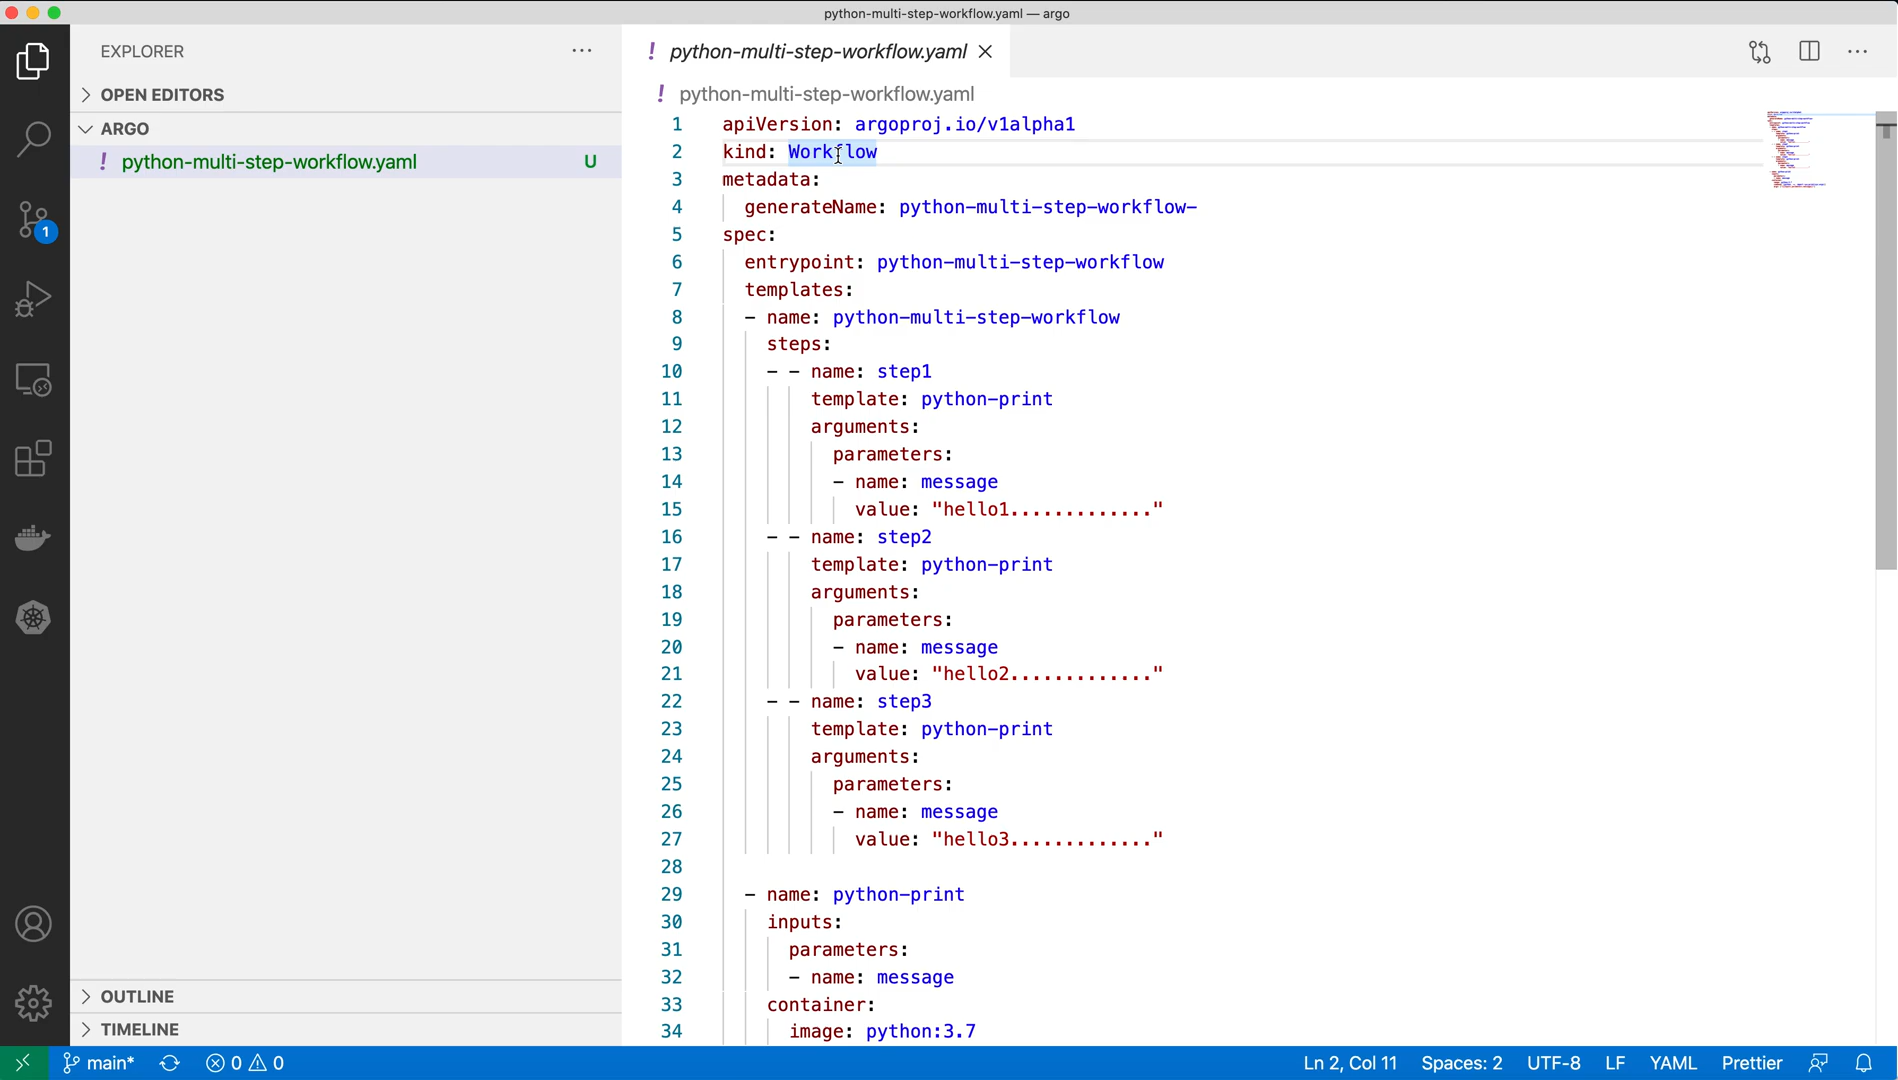 python-multi-step-workflow.yaml — argo
EXPLORER
OPEN EDITORS
ARGO
! python-multi-step-workflow.yaml U
1
OUTLINE
TIMELINE
! python-multi-step-workflow.yaml
! python-multi-step-workflow.yaml
1 apiVersion: argoproj.io/v1alpha1
2 kind: Workflow
3 metadata:
4 generateName: python-multi-step-workflow-
5 spec:
6 entrypoint: python-multi-step-workflow
7 templates:
8 - name: python-multi-step-workflow
9 steps:
10 - - name: step1
11 template: python-print
12 arguments:
13 parameters:
14 - name: message
15 value: "hello1............."
16 - - name: step2
17 template: python-print
18 arguments:
19 parameters:
20 - name: message
21 value: "hello2............."
22 - - name: step3
23 template: python-print
24 arguments:
25 parameters:
26 - name: message
27 value: "hello3............."
28
29 - name: python-print
30 inputs:
31 parameters:
32 - name: message
33 container:
34 image: python:3.7
main* 0 0 Ln 2, Col 11 Spaces: 2 UTF-8 LF YAML Prettier